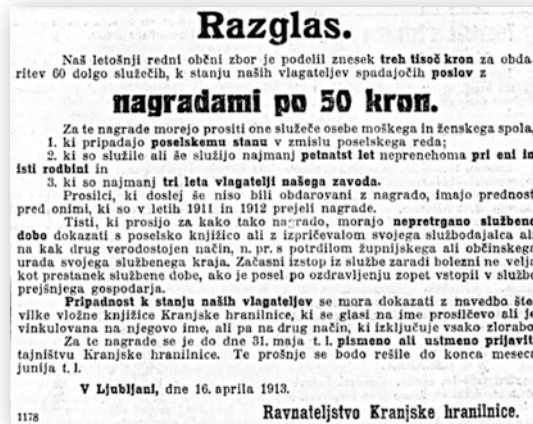 Razglas.
Naš letošnji redni občni zbor je podelil znesek treh tisoč kron za obda-
ritev 60 dolgo služečih, k stanju naših vlagateljev spadajočih poslov z
nagradami po 50 kron.
Za te nagrade morejo prositi one služeče osebe moškega in ženskega spola,
1. ki pripadajo poselskemu stanu v zmislu poselskega reda;
2. ki so služile ali še služijo najmanj petnatst let neprenehoma pri eni in
isti rodbini in
3. ki so najmanj tri leta vlagatelji našega zavoda.
Prosilci, ki doslej še niso bili obdarovani z nagrado, imajo prednost
pred onimi, ki so v letih 1911 in 1912 prejeli nagrade.
Tisti, ki prosijo za kako tako nagrado, morajo nepretrgano službeno
dobo dokazati s poselsko knjižico ali z izpričevalom svojega službodajalca ali
na kak drug verodostojen način, n. pr. s potrdilom župnijskega ali občinskega
urada svojega službenega kraja. Začasni izstop iz službe zaradi bolezni ne velja
kot prestanek službene dobe, ako je posel po ozdravljenju zopet vstopil v službo
prejšnjega gospodarja.
Pripadnost k stanju naših vlagateljev se mora dokazati z navedbo šte-
vilke vložne knjižice Kranjske hranilnice, ki se glasi na ime prosilčevo ali je
vinkulovana na njegovo ime, ali pa na drug način, ki izključuje vsako zlorabo.
Za te nagrade se je do dne 31. maja t. l. pismeno ali ustmeno prijaviti
tajništvu Kranjske hranilnice. Te prošnje se bodo rešile do konca meseca
junija t. l.
V Ljubljani, dne 16. aprila 1913.
1178 Ravnateljstvo Kranjske hranilnice.